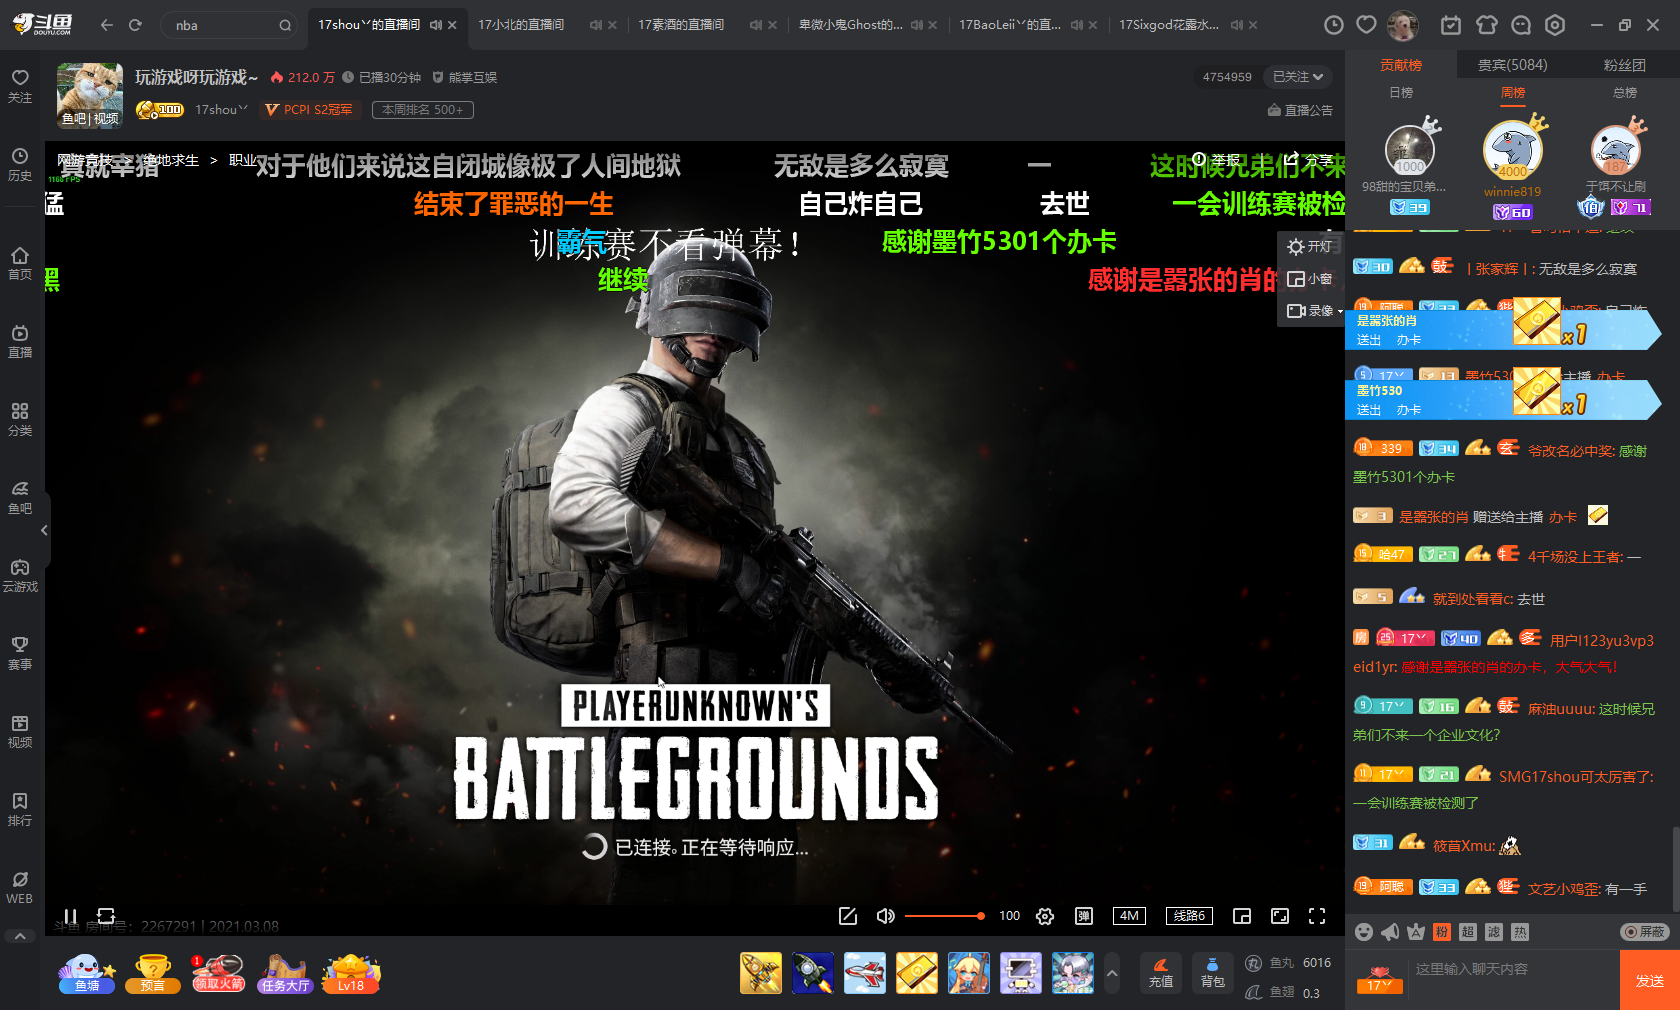 斗鱼
DOUYU.COM
nba
17shou丷的直播间
17小北的直播间
17素酒的直播间
卑微小鬼Ghost的...
17BaoLeii丷的直...
17Sixgod花露水...
关注
历史
首页
直播
分类
鱼吧
云游戏
赛事
视频
排行
WEB
鱼吧|视频
玩游戏呀玩游戏~
212.0 万
已播30分钟
熊掌互娱
100
17shou丷
PCPI S2冠军
本周排名 500+
4754959
已关注
直播公告
网游竞技 > 绝地求生 > 职业
对于他们来说这自闭城像极了人间地狱
无敌是多么寂寞
一
这时候兄弟们不来
举报
分享
猛
结束了罪恶的一生
自己炸自己
去世
一会训练赛被检
训练赛不看弹幕!
霸气
感谢墨竹5301个办卡
黑
继续
感谢是嚣张的肖的
开灯
小窗
录像
PLAYERUNKNOWN'S
BATTLEGROUNDS
已连接。正在等待响应...
斗鱼 房间号: 2267291 | 2021.03.08
100
弹
4M
线路6
鱼塘
预言
1
领取火箭
任务大厅
Lv18
充值
背包
鱼丸 6016
鱼翅 0.3
贡献榜
贵宾(5084)
粉丝团
日榜
周榜
总榜
1000
4000
187
98甜的宝贝弟...
winnie819
于饵不让刷
39
60
71
30 鼓 丨张家辉丨: 无敌是多么寂寞
是嚣张的肖
送出 办卡
x1
墨竹530
送出 办卡
x1
18 339 34 玄 爷改名必中奖: 感谢
墨竹5301个办卡
3 是嚣张的肖 赠送给主播 办卡
15 哈47 27 4千场没上王者: 一
5 就到处看看c: 去世
房 25 17丷 40 多 用户l123yu3vp3
eid1yr: 感谢是嚣张的肖的办卡, 大气大气!
9 17丷 16 鼓 麻油uuuu: 这时候兄
弟们不来一个企业文化?
11 17丷 21 SMG17shou可太厉害了:
一会训练赛被检测了
31 筱苜Xmu:
19 阿聪 33 文艺小鸡歪: 有一手
粉
超
滤
热
屏蔽
17丷
这里输入聊天内容
发送